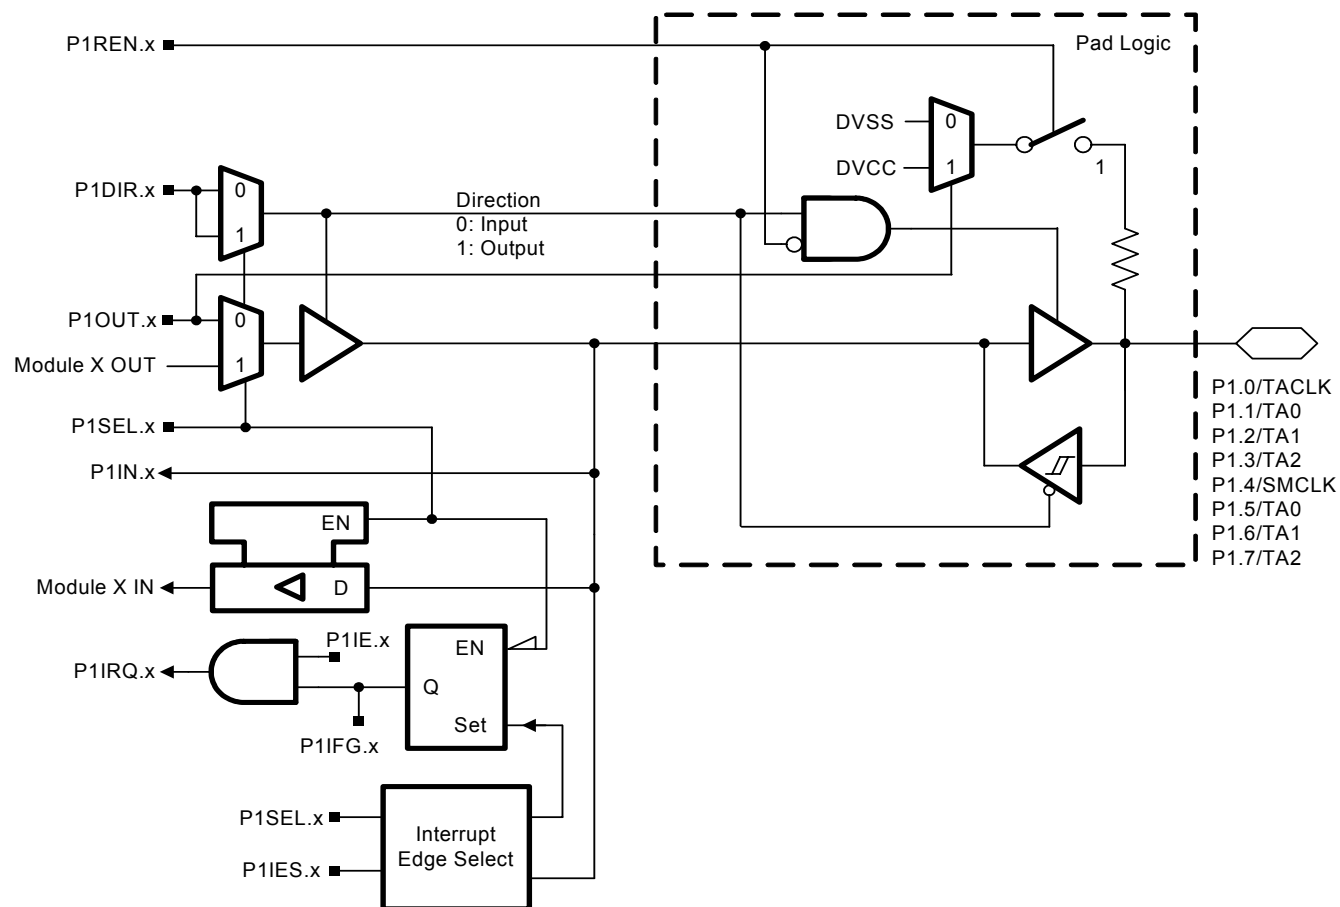 P1REN.x
Pad Logic
DVSS
0
DVCC
1
1
P1DIR.x
0
1
Direction
0: Input
1: Output
P1OUT.x
0
Module X OUT
1
P1SEL.x
P1IN.x
EN
Module X IN
D
P1.0/TACLK
P1.1/TA0
P1.2/TA1
P1.3/TA2
P1.4/SMCLK
P1.5/TA0
P1.6/TA1
P1.7/TA2
P1IE.x
P1IRQ.x
EN
Q
Set
P1IFG.x
P1SEL.x
P1IES.x
Interrupt
Edge Select